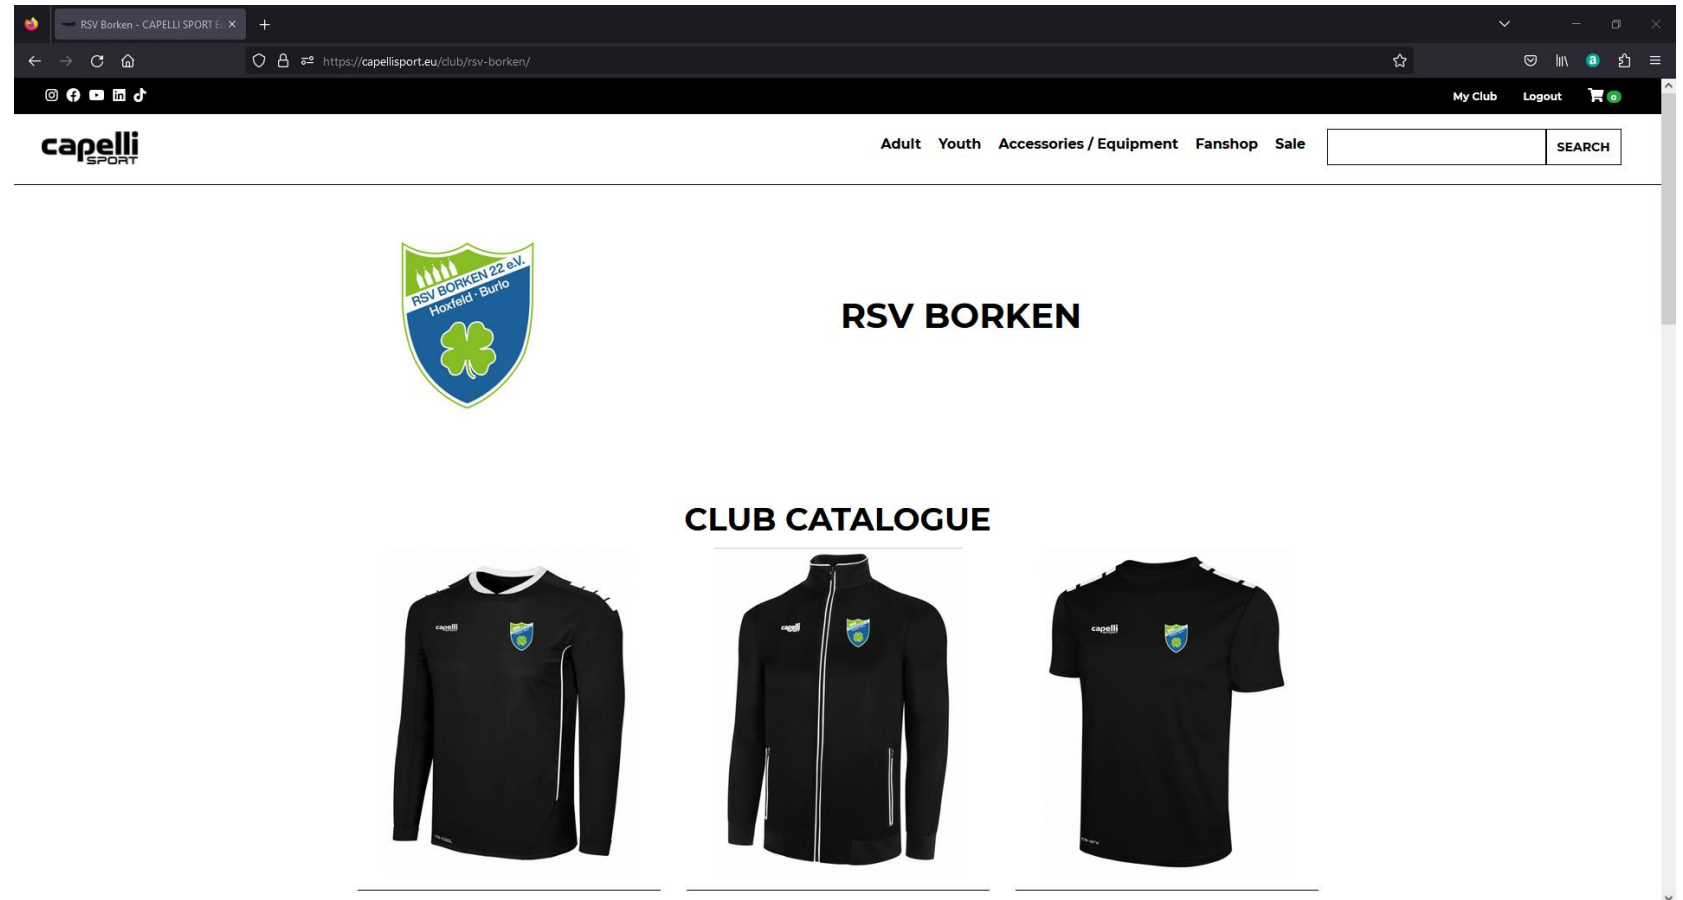 RSV Borken - CAPELLI SPORT E
https://capellisport.eu/club/rsv-borken/
My Club Logout 0
capelli
SPORT
Adult Youth Accessories / Equipment Fanshop Sale SEARCH
RSV BORKEN 22 e.V.
Hoxfeld · Burlo
RSV BORKEN
CLUB CATALOGUE
capelli
capelli
capelli